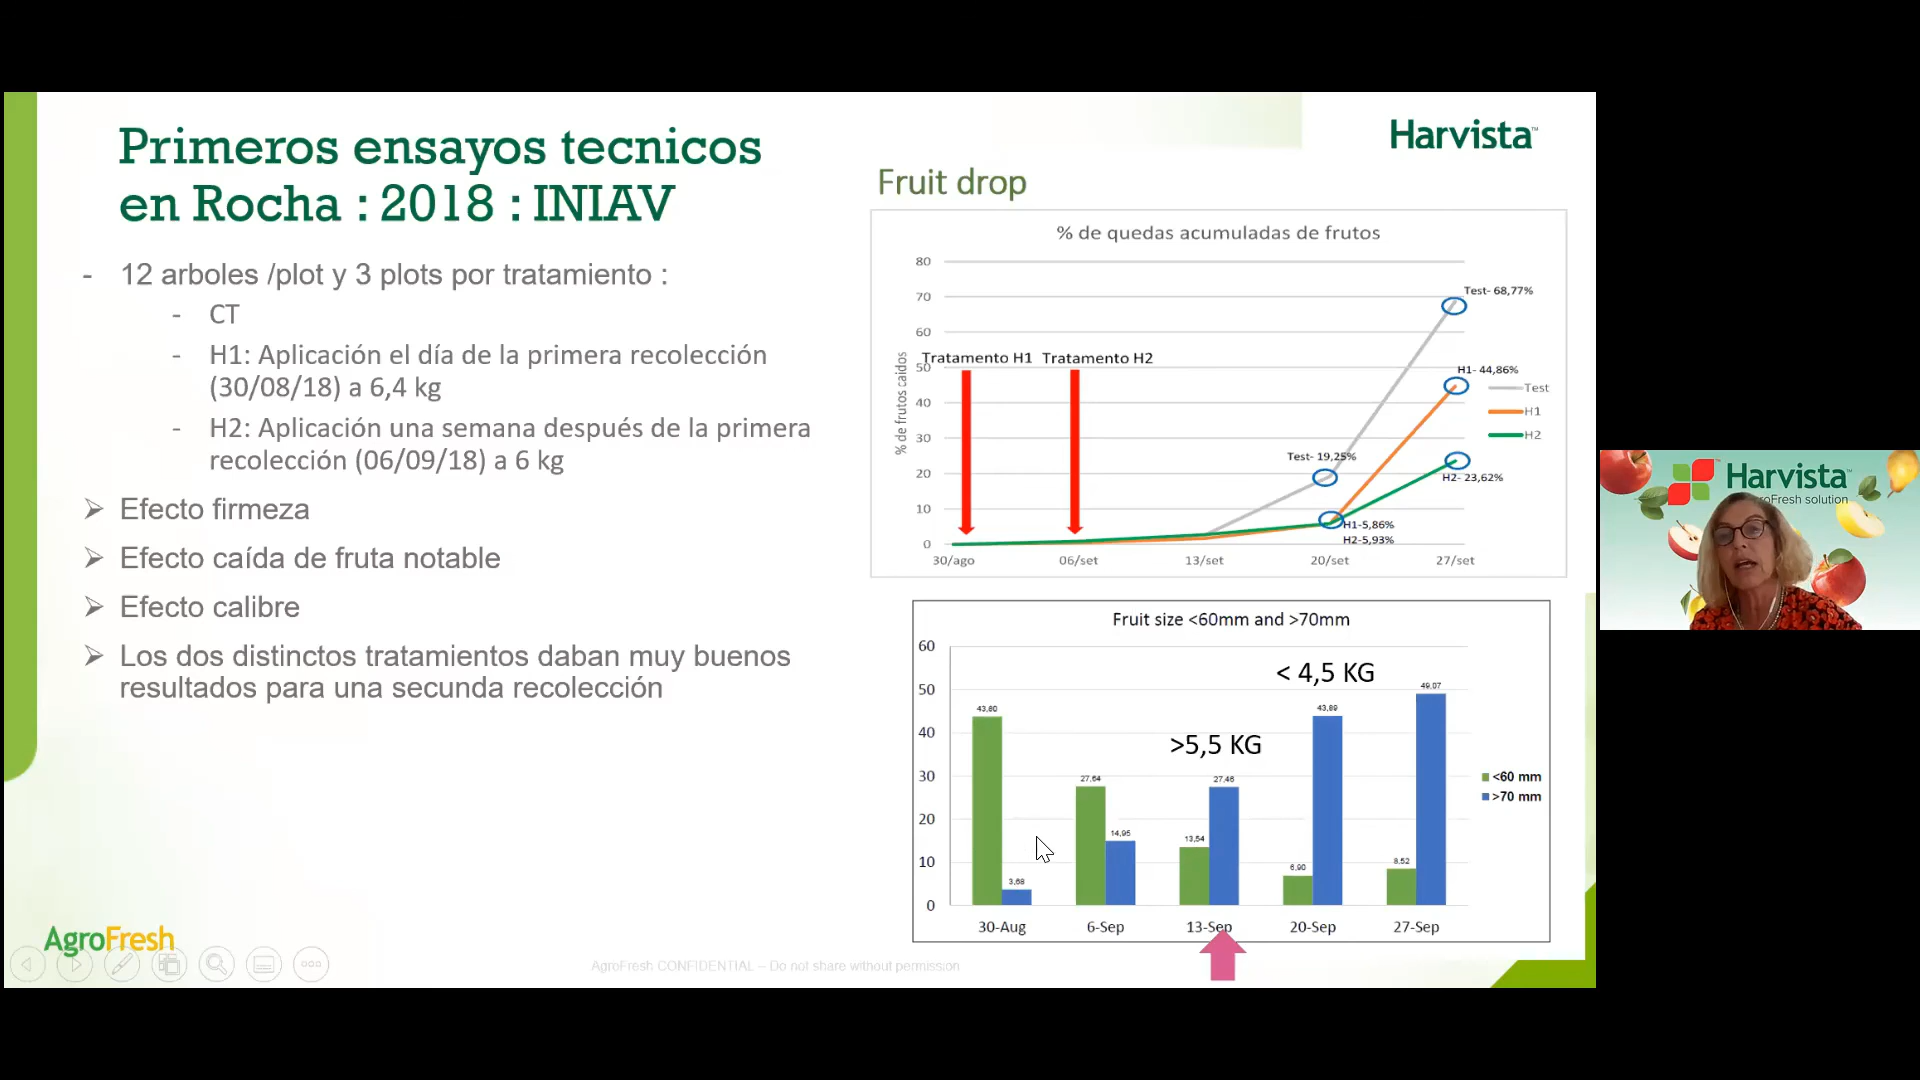 Primeros ensayos tecnicos
en Rocha : 2018 : INIAV
- 12 arboles /plot y 3 plots por tratamiento :
- CT
- H1: Aplicación el día de la primera recolección
(30/08/18) a 6,4 kg
- H2: Aplicación una semana después de la primera
recolección (06/09/18) a 6 kg
Efecto firmeza
Efecto caída de fruta notable
Efecto calibre
Los dos distinctos tratamientos daban muy buenos
resultados para una secunda recolección
AgroFresh
AgroFresh CONFIDENTIAL – Do not share without permission
Harvista™
Fruit drop
% de quedas acumuladas de frutos
% de frutos caidos
80
70
60
50
40
30
20
10
0
Tratamento H1 Tratamento H2
Test- 68,77%
H1- 44,86%
Test- 19,25%
H2- 23,62%
H1-5,86%
H2-5,93%
Test
H1
H2
30/ago 06/set 13/set 20/set 27/set
Fruit size <60mm and >70mm
60
50
40
30
20
10
0
< 4,5 KG
>5,5 KG
43,80
3,68
27,64
14,95
13,54
27,46
6,90
43,89
8,52
49,07
<60 mm
>70 mm
30-Aug 6-Sep 13-Sep 20-Sep 27-Sep
Harvista™
oFresh solution